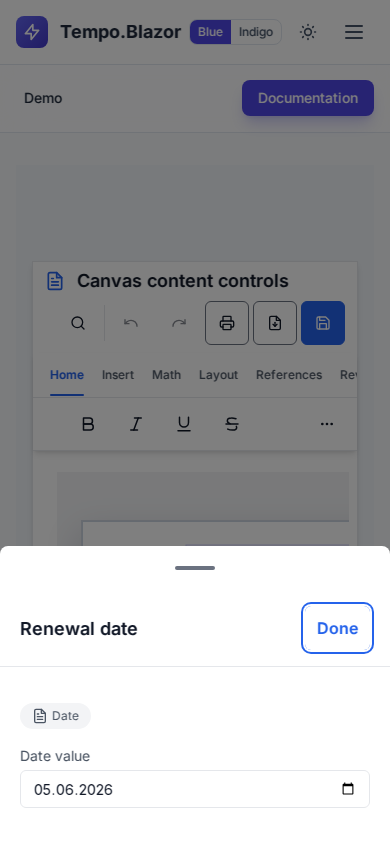 Tempo.Blazor Blue Indigo
Demo Documentation
Canvas content controls
Home Insert Math Layout References
B I U S ...
Renewal date Done
Date
Date value
05.06.2026